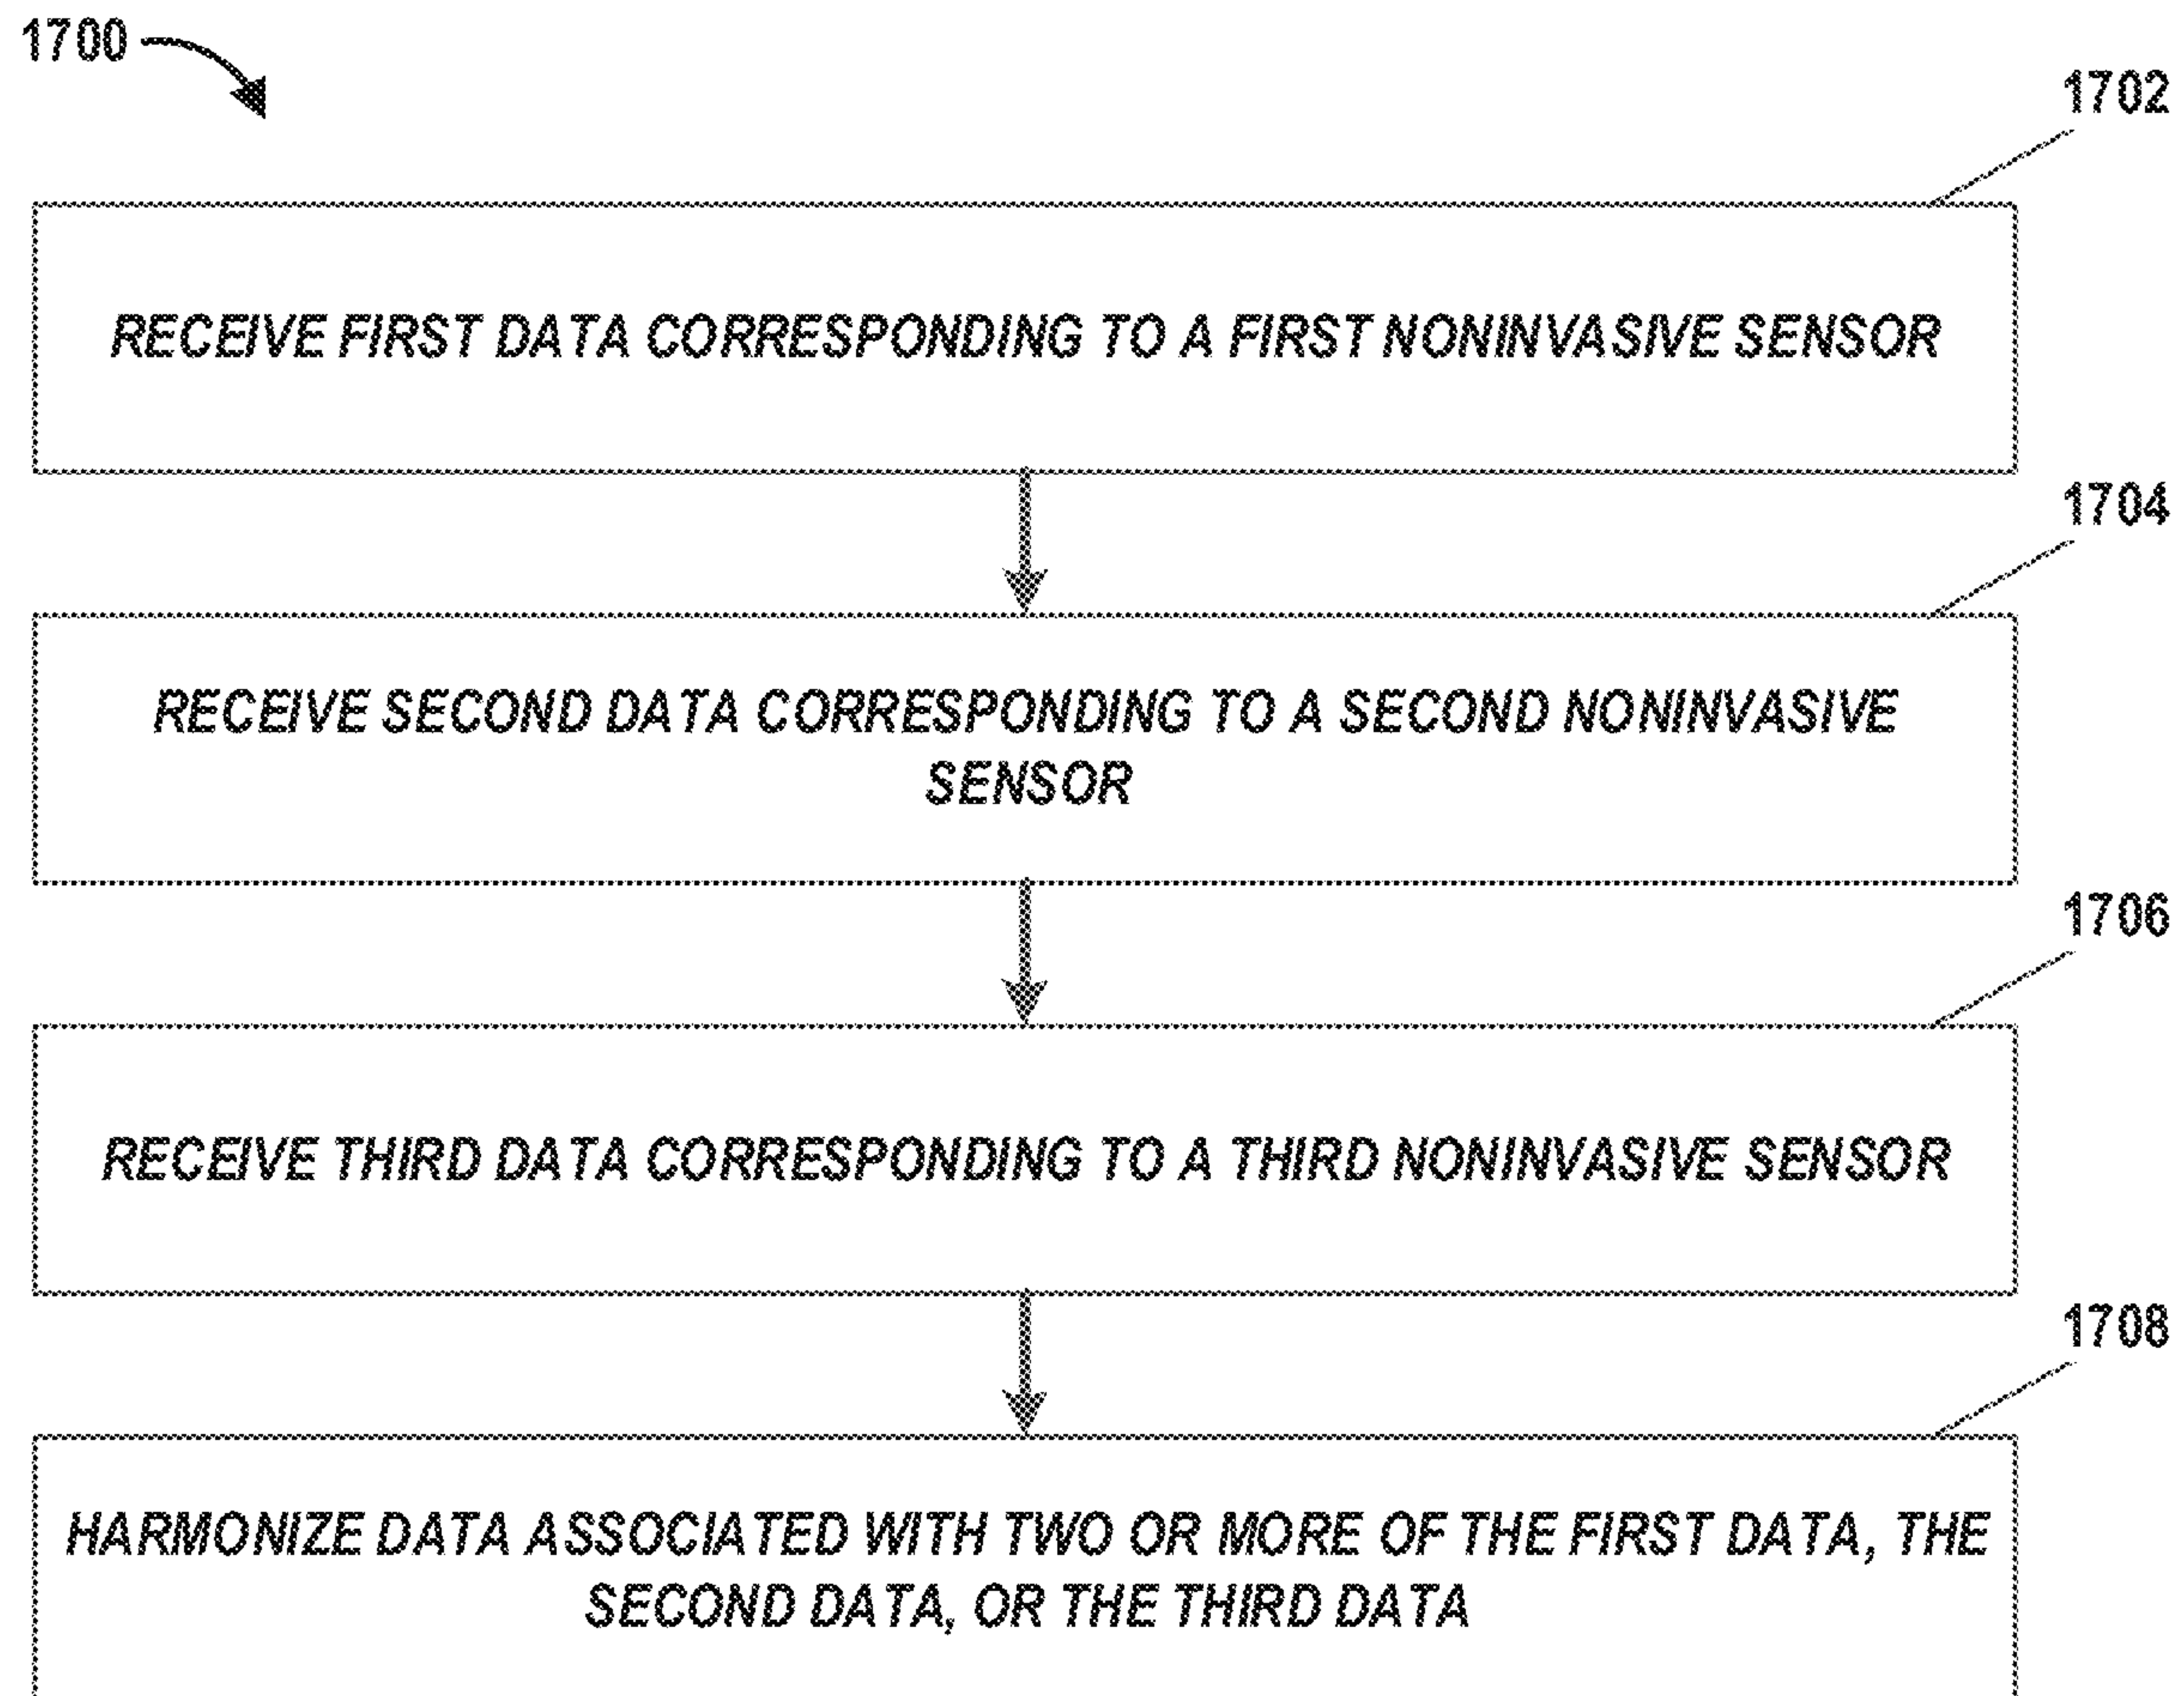 1700
1702
RECEIVE FIRST DATA CORRESPONDING TO A FIRST NONINVASIVE SENSOR
1704
RECEIVE SECOND DATA CORRESPONDING TO A SECOND NONINVASIVE
SENSOR
1706
RECEIVE THIRD DATA CORRESPONDING TO A THIRD NONINVASIVE SENSOR
1708
HARMONIZE DATA ASSOCIATED WITH TWO OR MORE OF THE FIRST DATA, THE
SECOND DATA, OR THE THIRD DATA